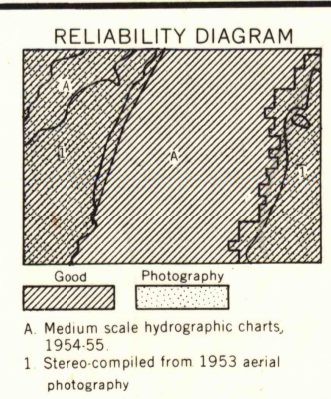 RELIABILITY DIAGRAM
A
1
A
1
Good Photography
A. Medium scale hydrographic charts,
1954-55.
1. Stereo-compiled from 1953 aerial
photography